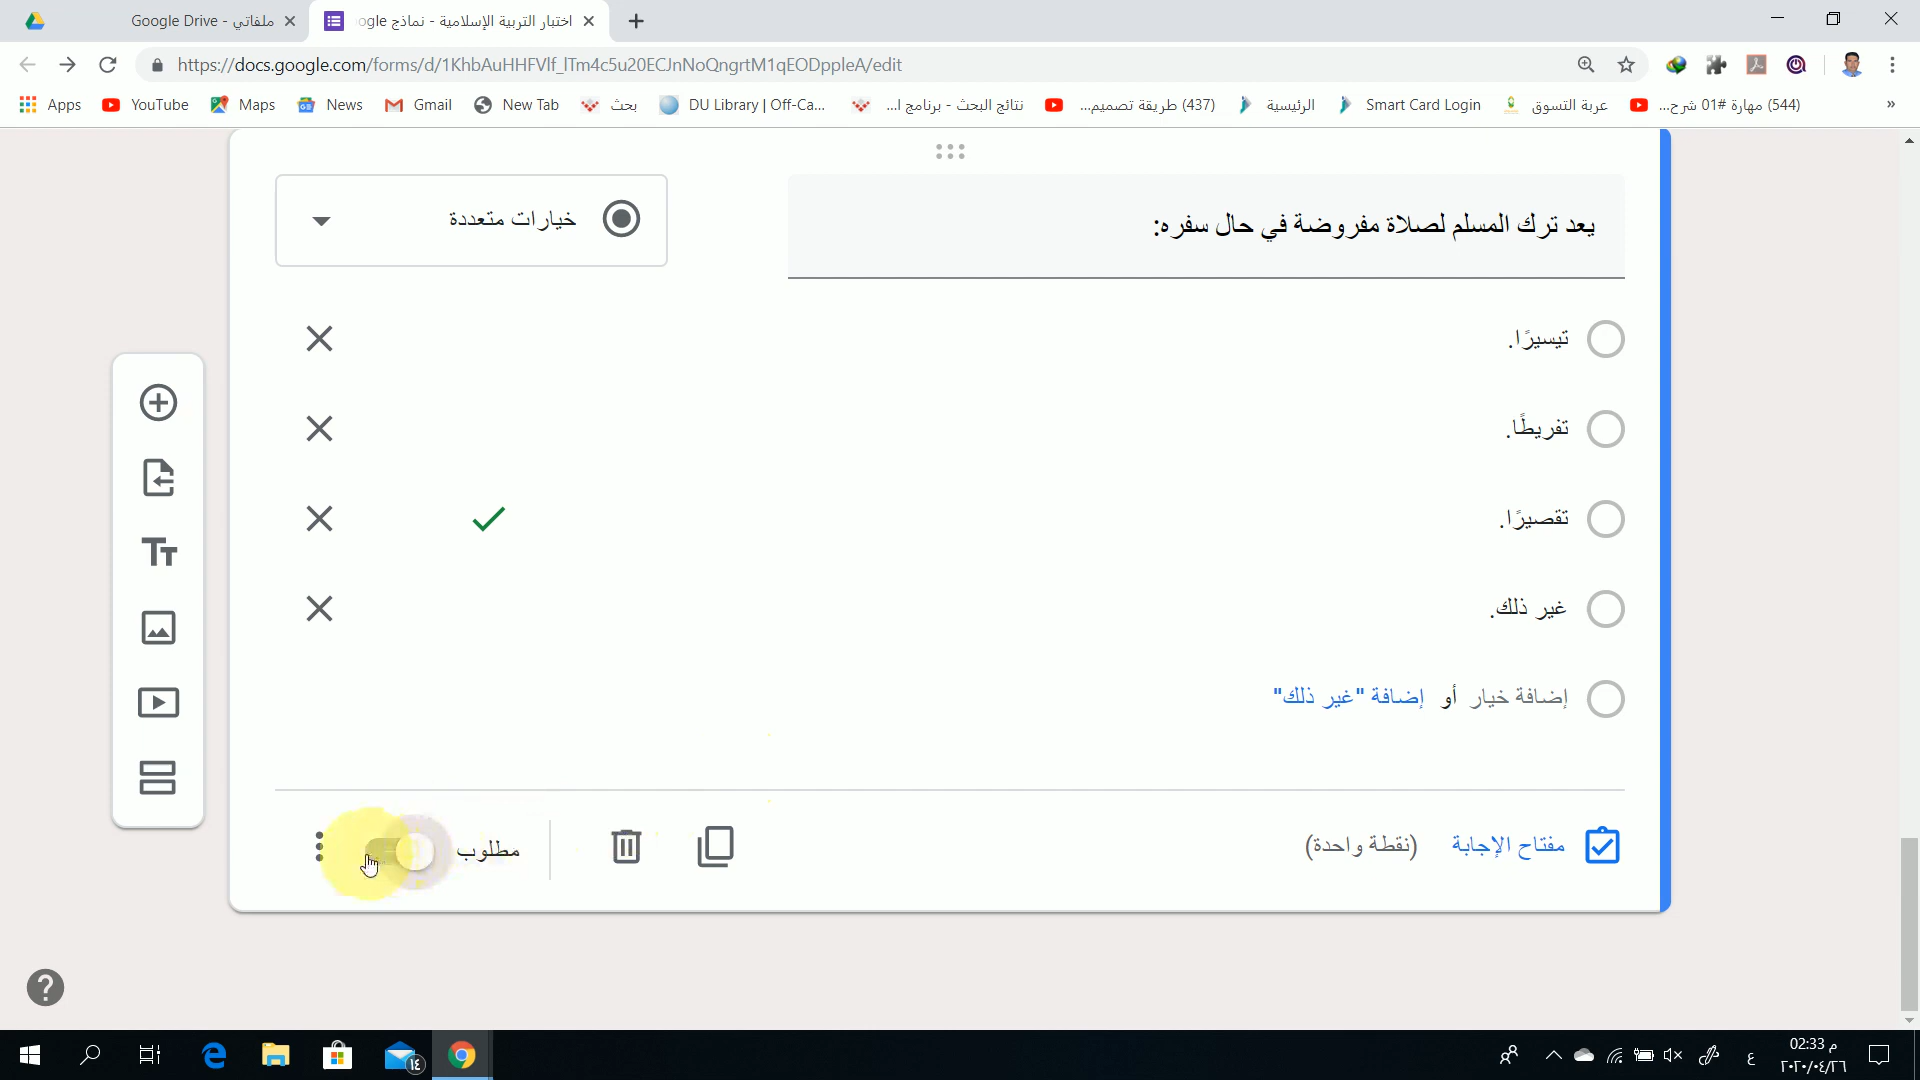 ملفاتي - Google Drive
اختبار التربية الإسلامية - نماذج ogle
https://docs.google.com/forms/d/1KhbAuHHFVlf_lTm4c5u20ECJnNoQngrtM1qEODppleA/edit
Apps YouTube Maps News Gmail New Tab بحث DU Library | Off-Ca... نتائج البحث - برنامج ا... (437) طريقة تصميم... الرئيسية Smart Card Login عربة التسوق (544) مهارة #01 شرح... »
يعد ترك المسلم لصلاة مفروضة في حال سفره:
خيارات متعددة
تيسيرًا.
تفريطًا.
تقصيرًا.
غير ذلك.
إضافة خيار أو إضافة "غير ذلك"
مفتاح الإجابة (نقطة واحدة)
مطلوب
١٤
ع
02:33 م
٢٠٢٠/٠٤/٢٦